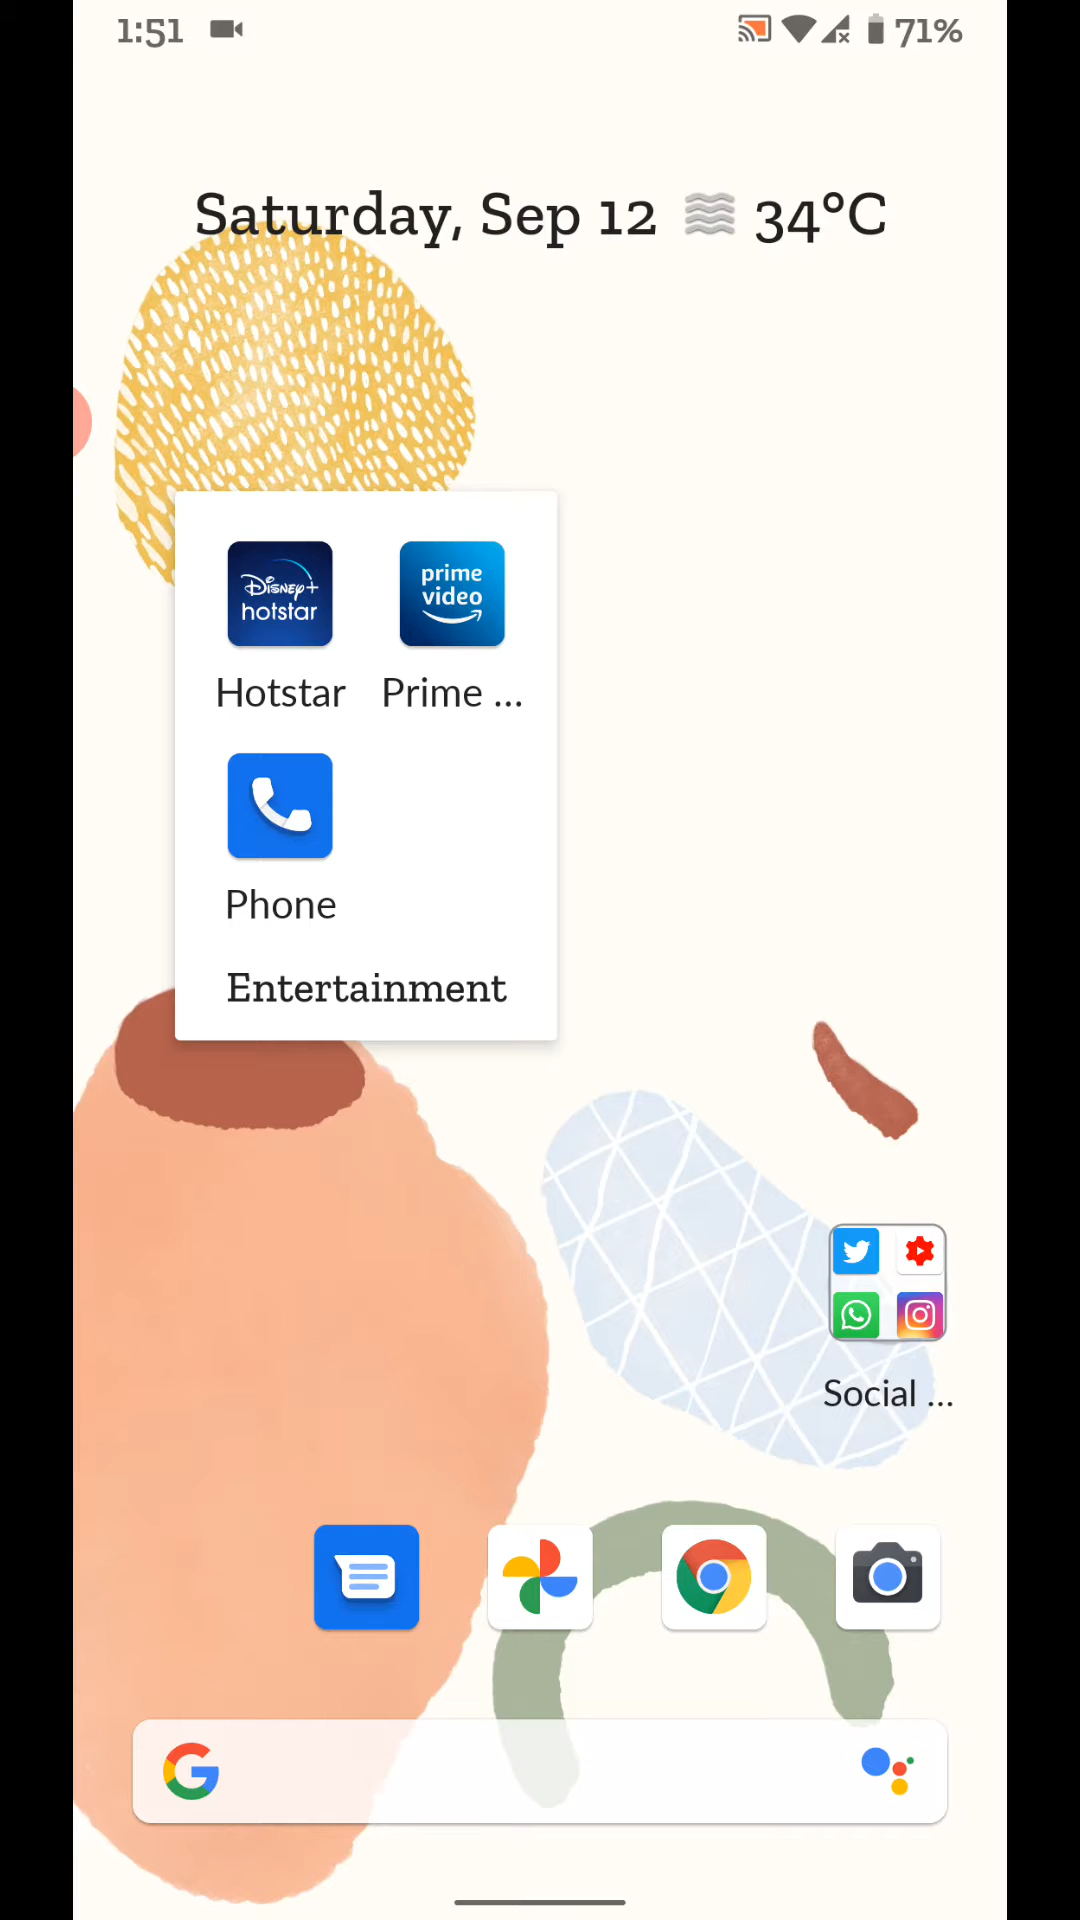 1:51 71%
Saturday, Sep 12 34°C
Disney+ hotstar
prime video
Hotstar Prime ...
Phone
Entertainment
Social ...